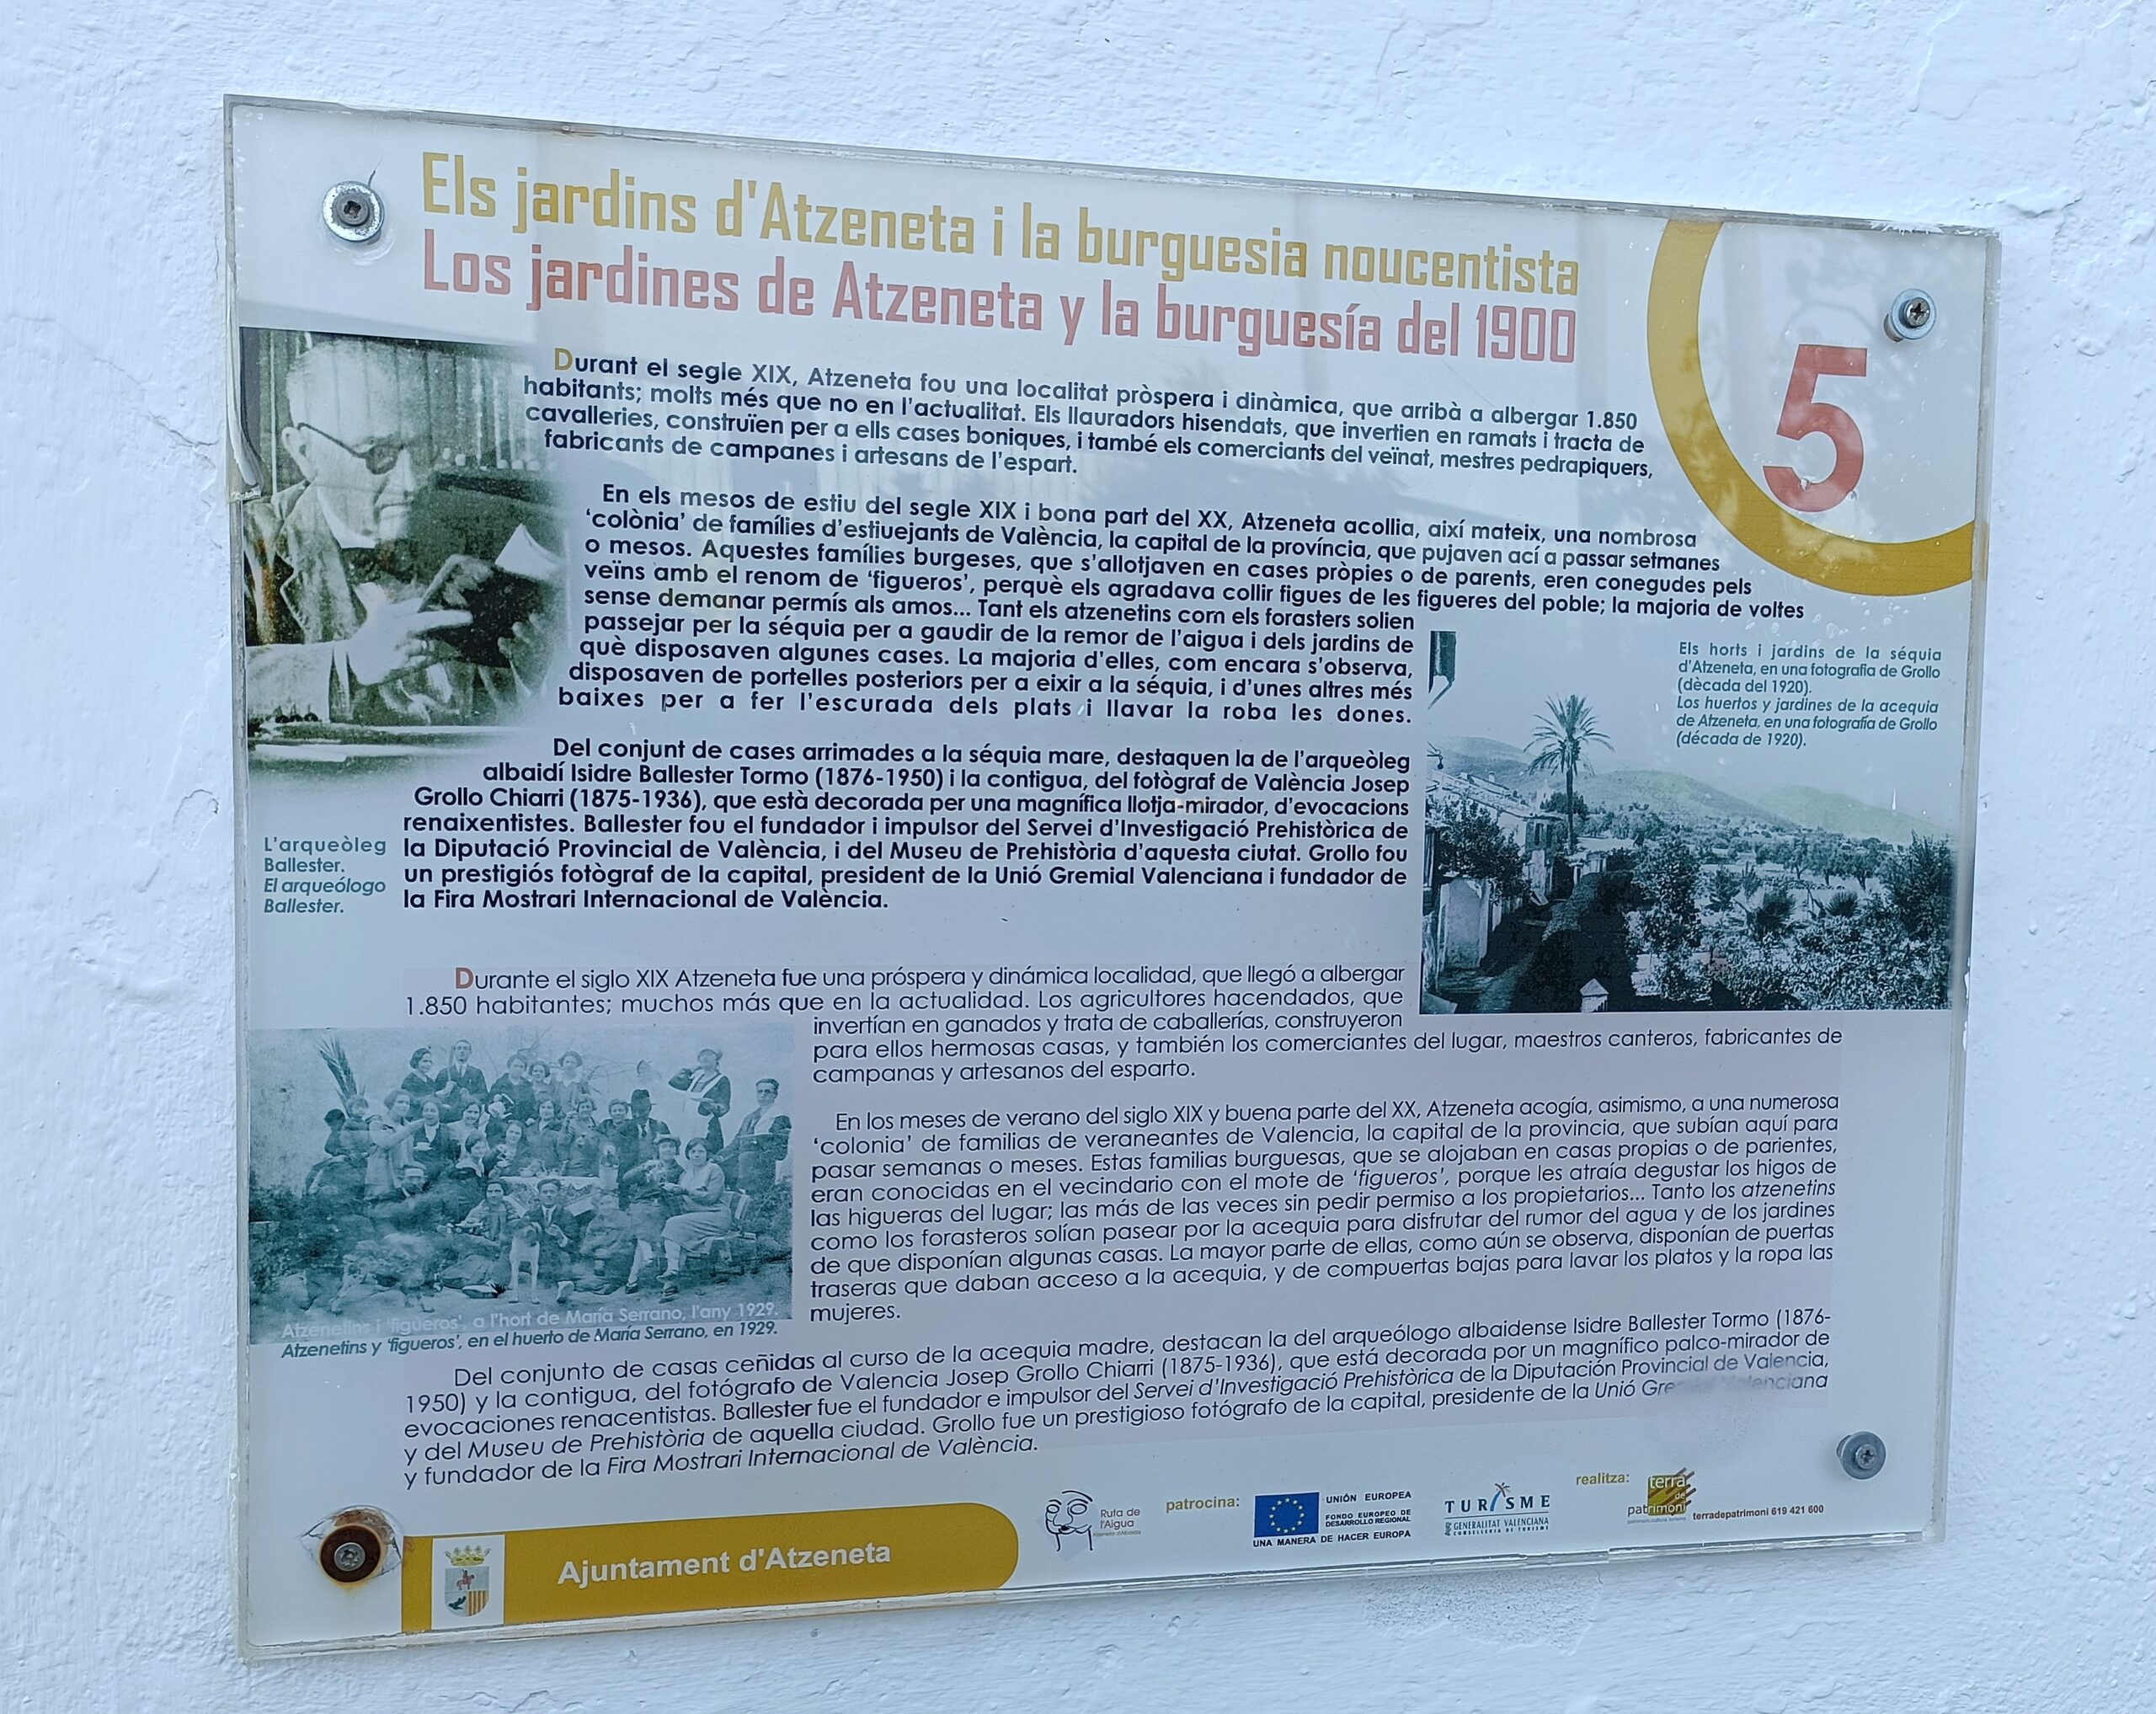 Els jardins d'Atzeneta i la burguesia noucentista
Los jardines de Atzeneta y la burguesía del 1900
5
Durant el segle XIX, Atzeneta fou una localitat pròspera i dinàmica, que arribà a albergar 1.850
habitants; molts més que no en l'actualitat. Els llauradors hisendats, que invertien en ramats i tracta de
cavalleries, construïen per a ells cases boniques, i també els comerciants del veïnat, mestres pedrapiquers,
fabricants de campanes i artesans de l'espart.
En els mesos de estiu del segle XIX i bona part del XX, Atzeneta acollia, així mateix, una nombrosa
'colònia' de famílies d'estiuejants de València, la capital de la província, que pujaven ací a passar setmanes
o mesos. Aquestes famílies burgeses, que s'allotjaven en cases pròpies o de parents, eren conegudes pels
veïns amb el renom de 'figueros', perquè els agradava collir figues de les figueres del poble; la majoria de voltes
sense demanar permís als amos... Tant els atzenetins com els forasters solien
passejar per la séquia per a gaudir de la remor de l'aigua i dels jardins de
què disposaven algunes cases. La majoria d'elles, com encara s'observa,
disposaven de portelles posteriors per a eixir a la séquia, i d'unes altres més
baixes per a fer l'escurada dels plats i llavar la roba les dones.
Els horts i jardins de la séquia
d'Atzeneta, en una fotografia de Grollo
(dècada del 1920).
Los huertos y jardines de la acequia
de Atzeneta, en una fotografía de Grollo
(década de 1920).
Del conjunt de cases arrimades a la séquia mare, destaquen la de l'arqueòleg
albaidí Isidre Ballester Tormo (1876-1950) i la contigua, del fotògraf de València Josep
Grollo Chiarri (1875-1936), que està decorada per una magnífica llotja-mirador, d'evocacions
renaixentistes. Ballester fou el fundador i impulsor del Servei d'Investigació Prehistòrica de
la Diputació Provincial de València, i del Museu de Prehistòria d'aquesta ciutat. Grollo fou
un prestigiós fotògraf de la capital, president de la Unió Gremial Valenciana i fundador de
la Fira Mostrari Internacional de València.
L'arqueòleg
Ballester.
El arqueólogo
Ballester.
Durante el siglo XIX Atzeneta fue una próspera y dinámica localidad, que llegó a albergar
1.850 habitantes; muchos más que en la actualidad. Los agricultores hacendados, que
invertían en ganados y trata de caballerías, construyeron
para ellos hermosas casas, y también los comerciantes del lugar, maestros canteros, fabricantes de
campanas y artesanos del esparto.
En los meses de verano del siglo XIX y buena parte del XX, Atzeneta acogía, asimismo, a una numerosa
'colonia' de familias de veraneantes de Valencia, la capital de la provincia, que subían aquí para
pasar semanas o meses. Estas familias burguesas, que se alojaban en casas propias o de parientes,
eran conocidas en el vecindario con el mote de 'figueros', porque les atraía degustar los higos de
las higueras del lugar; las más de las veces sin pedir permiso a los propietarios... Tanto los atzenetins
como los forasteros solían pasear por la acequia para disfrutar del rumor del agua y de los jardines
de que disponían algunas casas. La mayor parte de ellas, como aún se observa, disponían de puertas
traseras que daban acceso a la acequia, y de compuertas bajas para lavar los platos y la ropa las
mujeres.
Atzenetins i 'figueros', a l'hort de María Serrano, l'any 1929.
Atzenetins y 'figueros', en el huerto de María Serrano, en 1929.
Del conjunto de casas ceñidas al curso de la acequia madre, destacan la del arqueólogo albaidense Isidre Ballester Tormo (1876-
1950) y la contigua, del fotógrafo de Valencia Josep Grollo Chiarri (1875-1936), que está decorada por un magnífico palco-mirador de
evocaciones renacentistas. Ballester fue el fundador e impulsor del Servei d'Investigació Prehistòrica de la Diputación Provincial de Valencia,
y del Museu de Prehistòria de aquella ciudad. Grollo fue un prestigioso fotógrafo de la capital, presidente de la Unió Gremial Valenciana
y fundador de la Fira Mostrari Internacional de València.
Ajuntament d'Atzeneta
Ruta de
l'Aigua
patrocina:
UNIÓN EUROPEA
FONDO EUROPEO DE
DESARROLLO REGIONAL
UNA MANERA DE HACER EUROPA
TURISME
GENERALITAT VALENCIANA
CONSELLERIA DE TURISME
realitza:
terra
de
patrimoni
terradepatrimoni 619 421 600